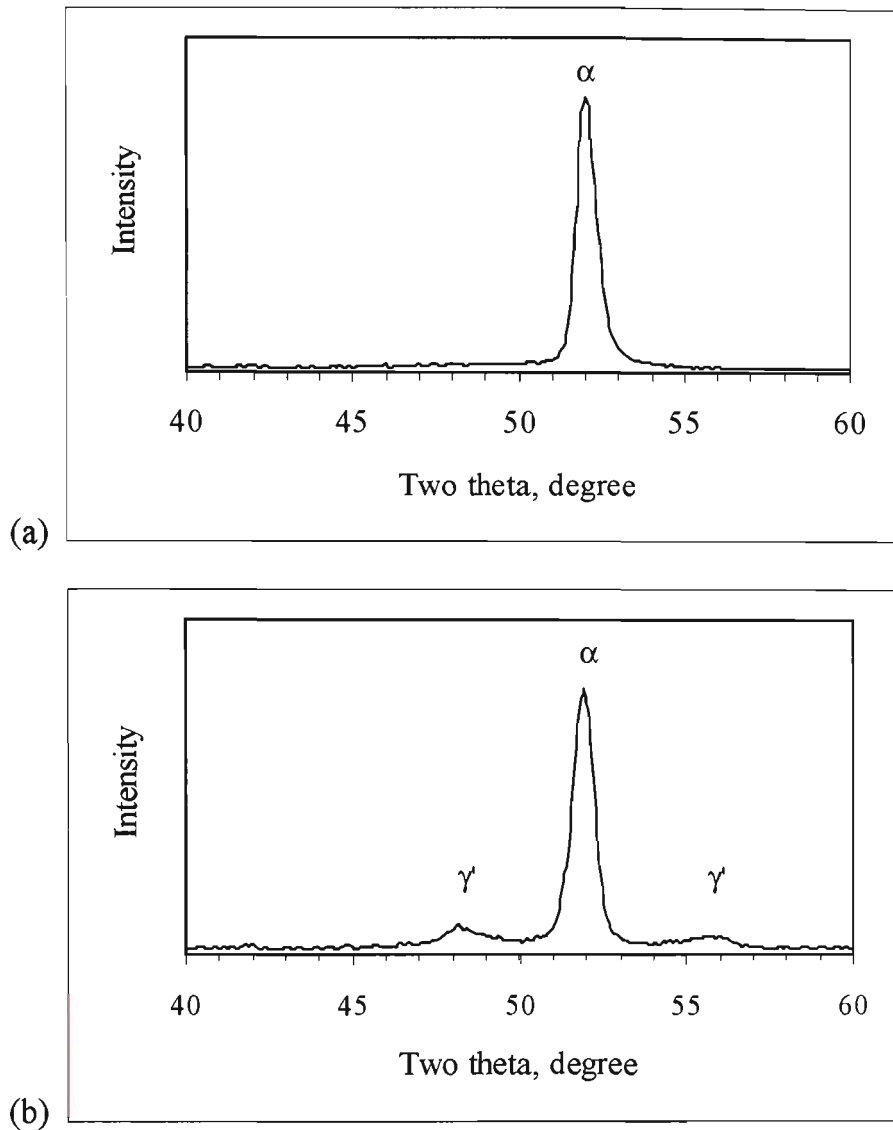 α
Intensity
40 45 50 55 60
Two theta, degree
(a)
α
γ' γ'
Intensity
40 45 50 55 60
Two theta, degree
(b)